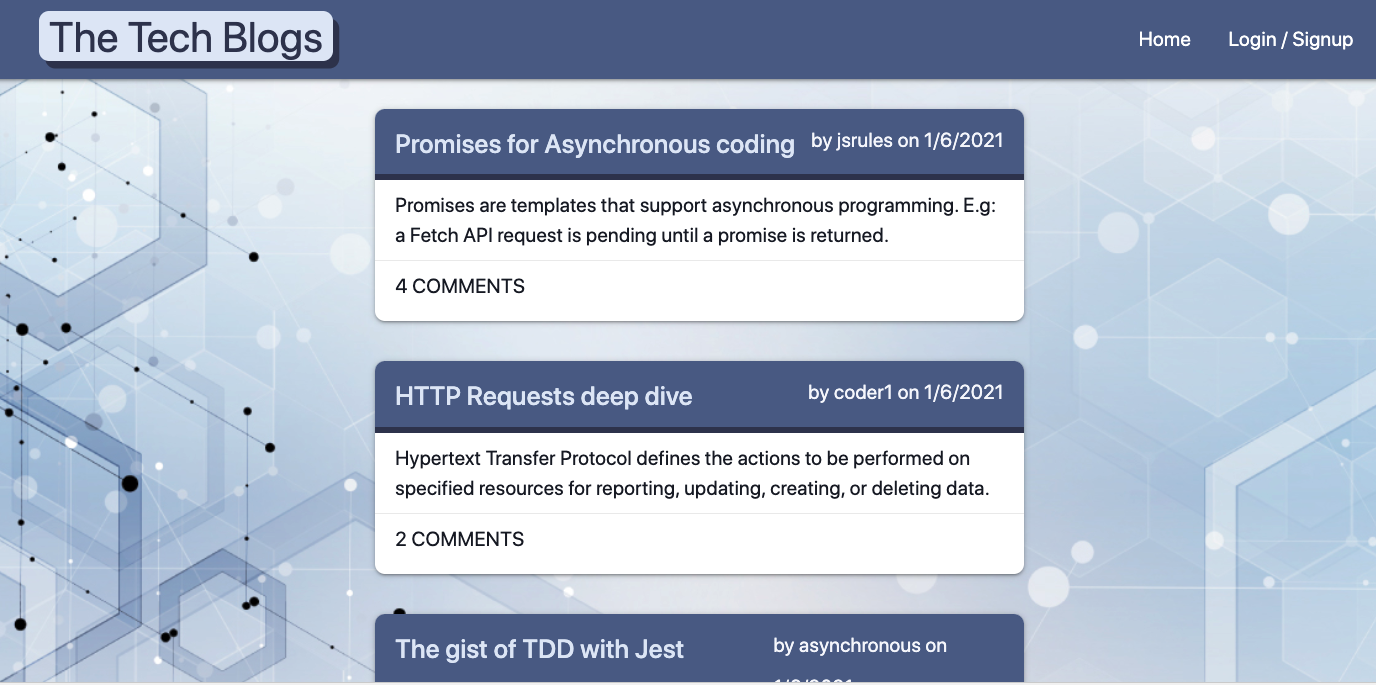 The Tech Blogs
Home
Login / Signup
Promises for Asynchronous coding
by jsrules on 1/6/2021
Promises are templates that support asynchronous programming. E.g:
a Fetch API request is pending until a promise is returned.
4 COMMENTS
HTTP Requests deep dive
by coder1 on 1/6/2021
Hypertext Transfer Protocol defines the actions to be performed on
specified resources for reporting, updating, creating, or deleting data.
2 COMMENTS
The gist of TDD with Jest
by asynchronous on